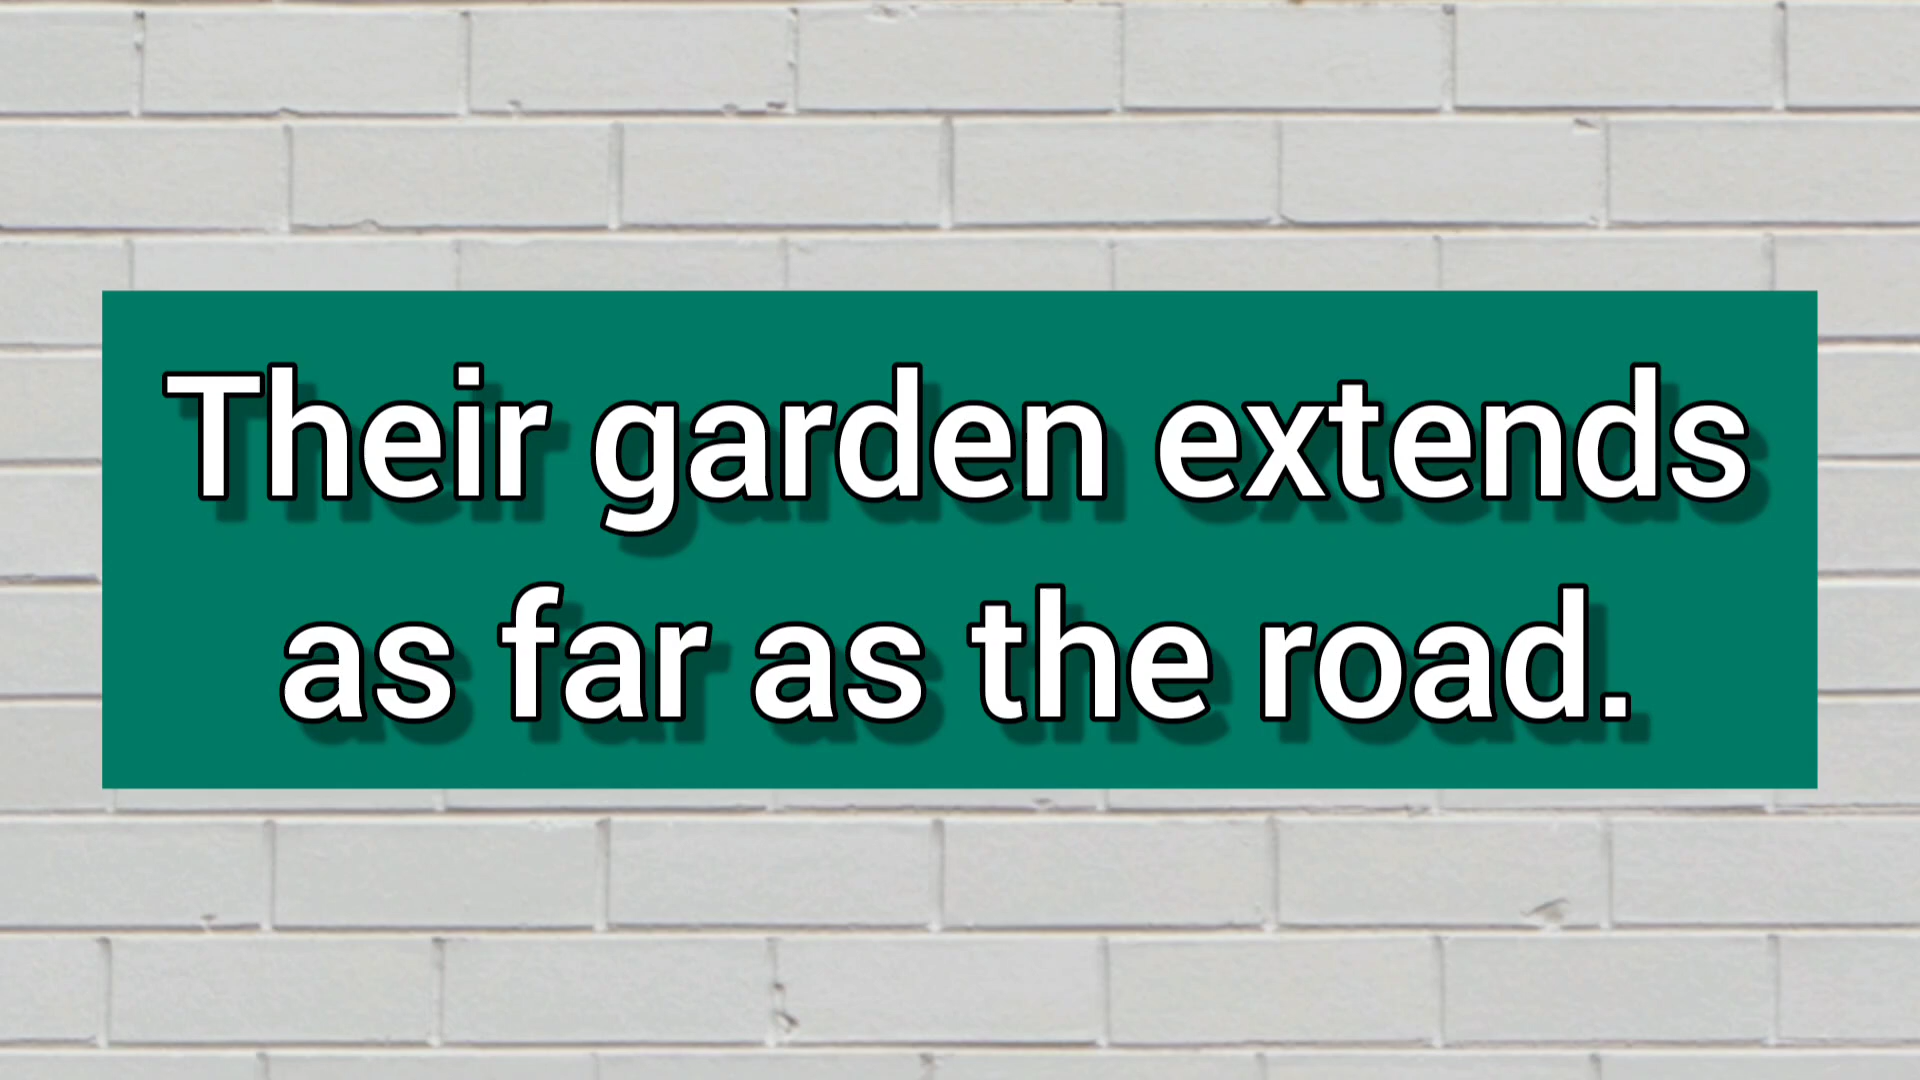 Their garden extends
as far as the road.